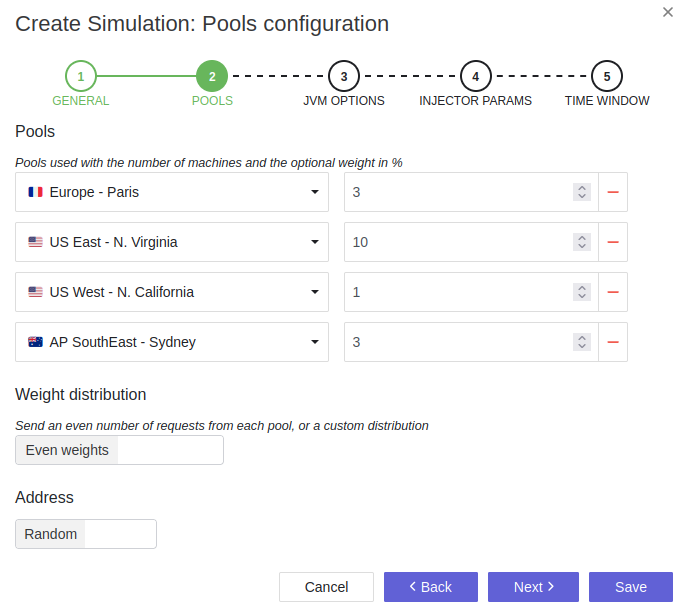 Create Simulation: Pools configuration
1 2 3 4 5
GENERAL POOLS JVM OPTIONS INJECTOR PARAMS TIME WINDOW
Pools
Pools used with the number of machines and the optional weight in %
Europe - Paris 3
US East - N. Virginia 10
US West - N. California 1
AP SouthEast - Sydney 3
Weight distribution
Send an even number of requests from each pool, or a custom distribution
Even weights
Address
Random
Cancel Back Next Save